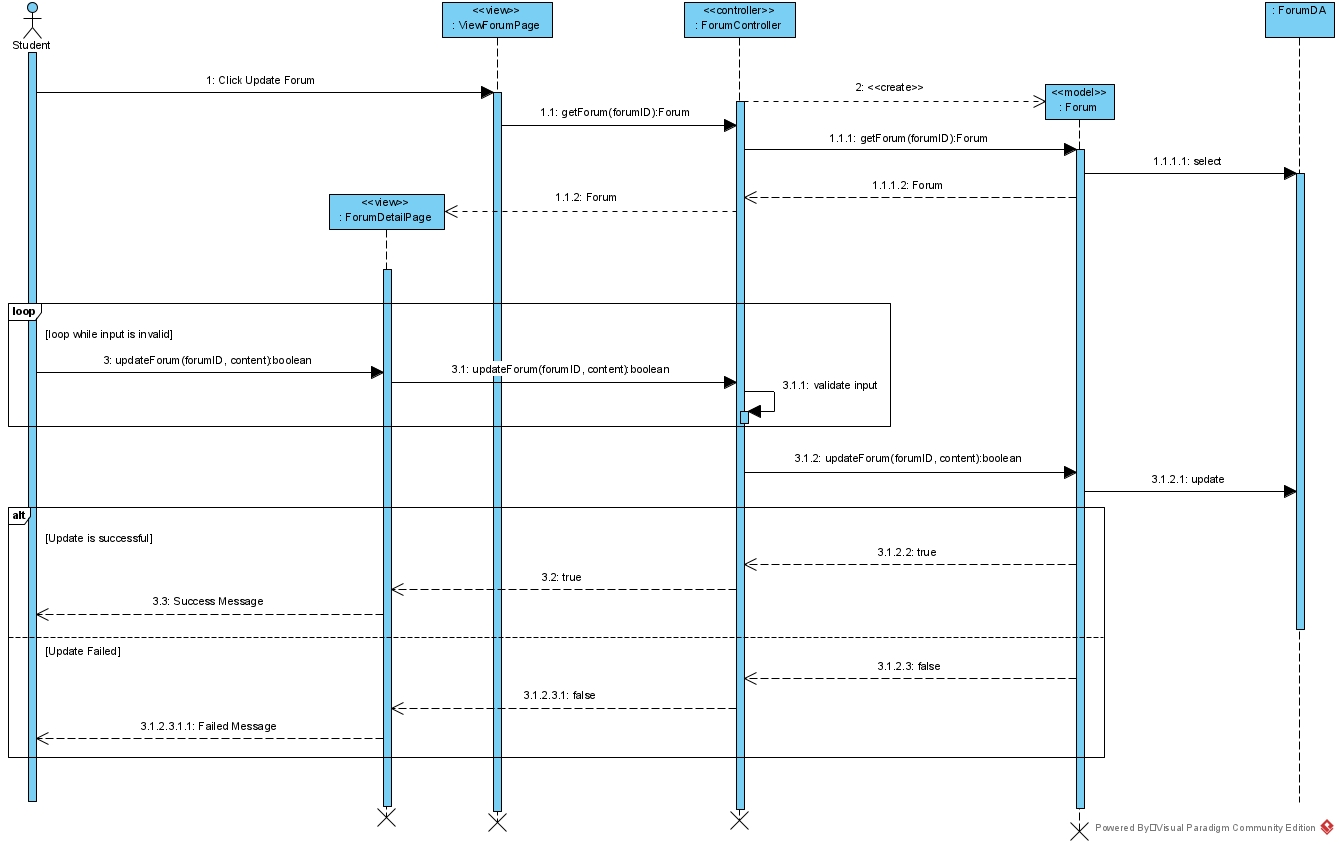 <<view>>
: ViewForumPage
<<controller>>
: ForumController
: ForumDA
Student
1: Click Update Forum
2: <<create>>
<<model>>
: Forum
1.1: getForum(forumID):Forum
1.1.1: getForum(forumID):Forum
1.1.1.1: select
1.1.1.2: Forum
1.1.2: Forum
<<view>>
: ForumDetailPage
loop
[loop while input is invalid]
3: updateForum(forumID, content):boolean
3.1: updateForum(forumID, content):boolean
3.1.1: validate input
3.1.2: updateForum(forumID, content):boolean
3.1.2.1: update
alt
[Update is successful]
3.1.2.2: true
3.2: true
3.3: Success Message
[Update Failed]
3.1.2.3: false
3.1.2.3.1: false
3.1.2.3.1.1: Failed Message
Powered By□Visual Paradigm Community Edition